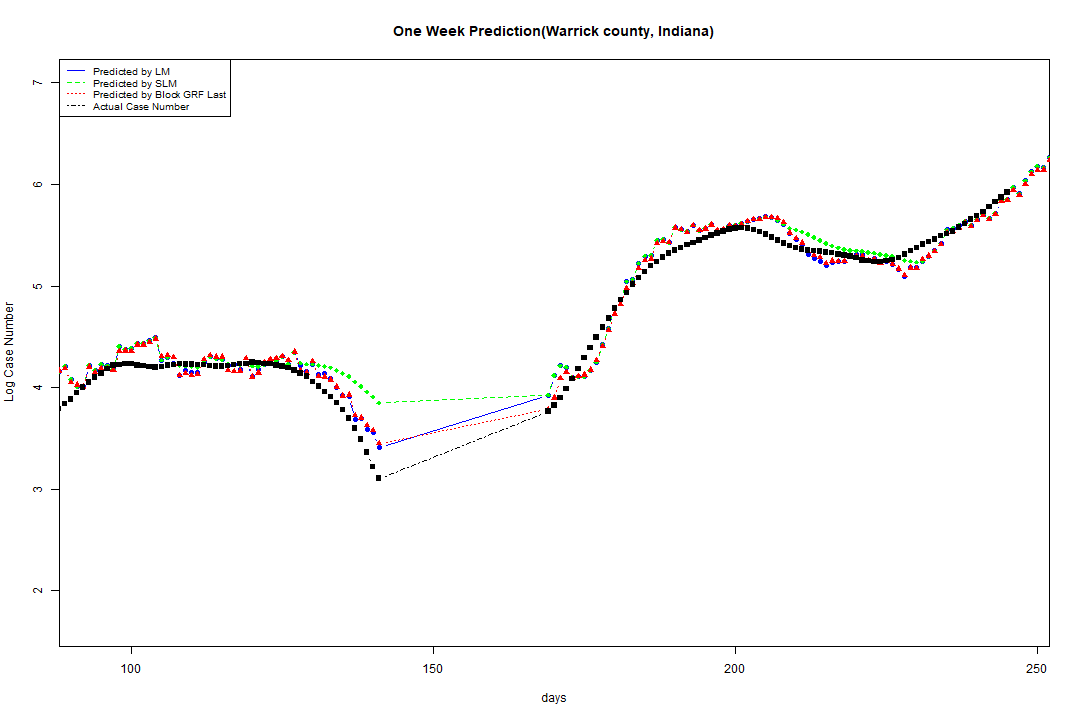 One Week Prediction(Warrick county, Indiana)
Predicted by LM
Predicted by SLM
Predicted by Block GRF Last
Actual Case Number
7
6
5
4
3
2
Log Case Number
100 150 200 250
days